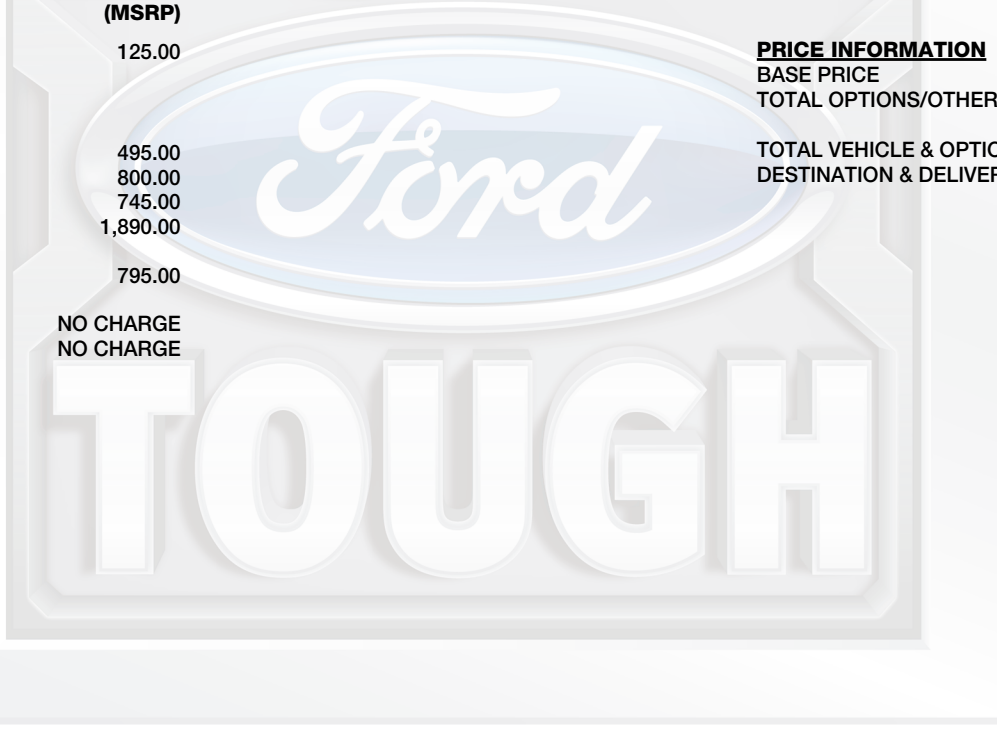 (MSRP)
125.00
495.00
800.00
745.00
1,890.00
795.00
NO CHARGE
NO CHARGE
PRICE INFORMATION
BASE PRICE
TOTAL OPTIONS/OTHER
TOTAL VEHICLE & OPTIO
DESTINATION & DELIVER
Ford
TOUGH